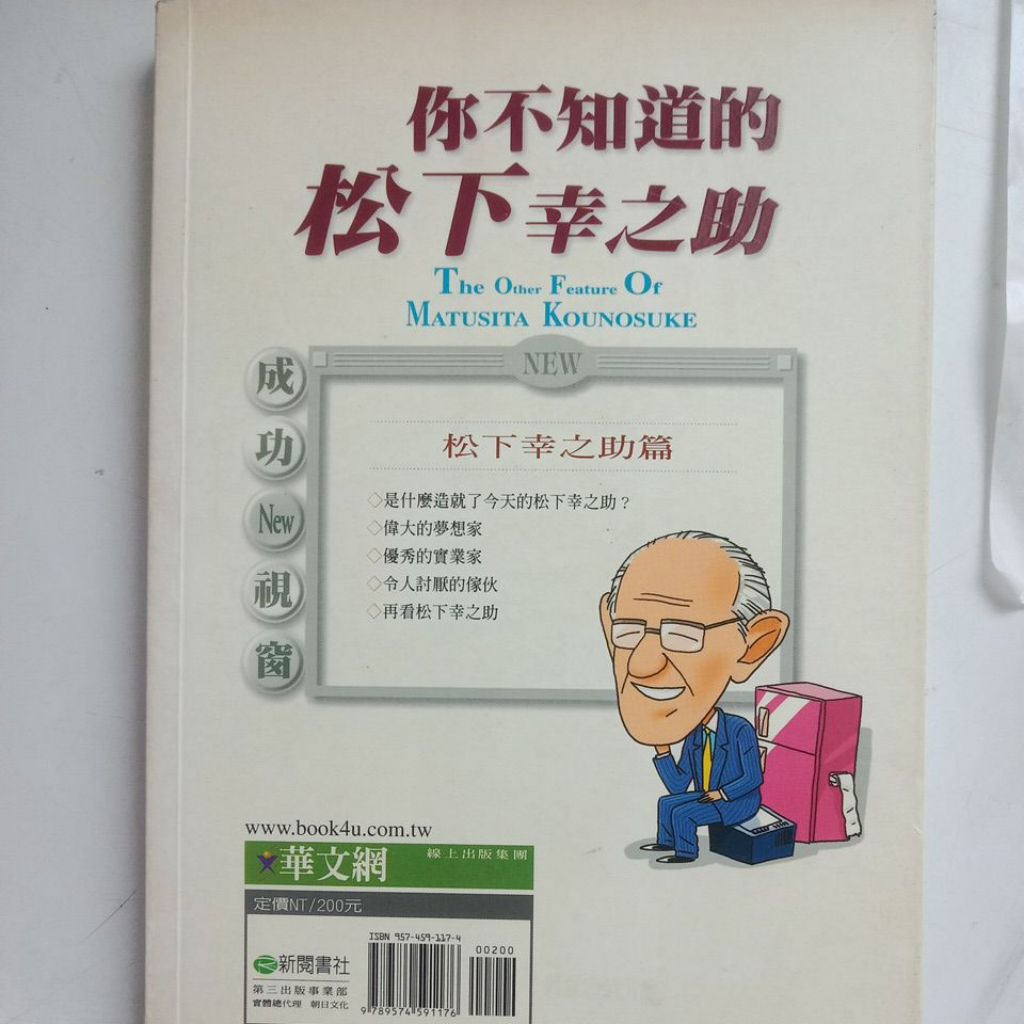 你不知道的
松下幸之助
The Other Feature Of
MATUSITA KOUNOSUKE
NEW
成
功
New
視
窗
松下幸之助篇
◇是什麼造就了今天的松下幸之助？
◇偉大的夢想家
◇優秀的實業家
◇令人討厭的傢伙
◇再看松下幸之助
www.book4u.com.tw
華文網 線上出版集團
定價NT/200元
ISBN 957-459-117-4
00200
新閱書社
第三出版事業部
實體總代理 朝日文化
9789574591176